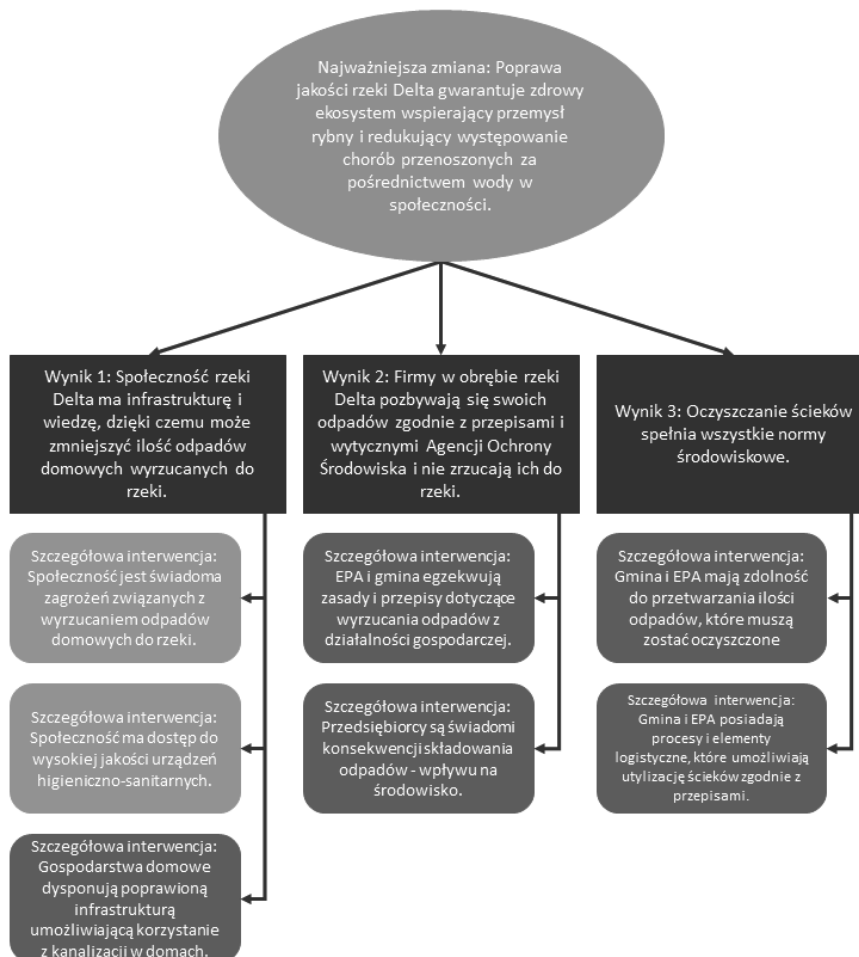 Najważniejsza zmiana: Poprawa
jakości rzeki Delta gwarantuje zdrowy
ekosystem wspierający przemysł
rybny i redukujący występowanie
chorób przenoszonych za
pośrednictwem wody w
społeczności.
Wynik 1: Społeczność rzeki
Delta ma infrastrukturę i
wiedzę, dzięki czemu może
zmniejszyć ilość odpadów
domowych wyrzucanych do
rzeki.
Szczegółowa interwencja:
Społeczność jest świadoma
zagrożeń związanych z
wyrzucaniem odpadów
domowych do rzeki.
Szczegółowa interwencja:
Społeczność ma dostęp do
wysokiej jakości urządzeń
higieniczno-sanitarnych.
Szczegółowa interwencja:
Gospodarstwa domowe
dysponują poprawioną
infrastrukturą
umożliwiającą korzystanie
z kanalizacji w domach.
Wynik 2: Firmy w obrębie rzeki
Delta pozbywają się swoich
odpadów zgodnie z przepisami i
wytycznymi Agencji Ochrony
Środowiska i nie zrzucają ich do
rzeki.
Szczegółowa interwencja:
EPA i gmina egzekwują
zasady i przepisy dotyczące
wyrzucania odpadów z
działalności gospodarczej.
Szczegółowa interwencja:
Przedsiębiorcy są świadomi
konsekwencji składowania
odpadów - wpływu na
środowisko.
Wynik 3: Oczyszczanie ścieków
spełnia wszystkie normy
środowiskowe.
Szczegółowa interwencja:
Gmina i EPA mają zdolność
do przetwarzania ilości
odpadów, które muszą
zostać oczyszczone
Szczegółowa interwencja:
Gmina i EPA posiadają
procesy i elementy
logistyczne, które umożliwiają
utylizację ścieków zgodnie z
przepisami.